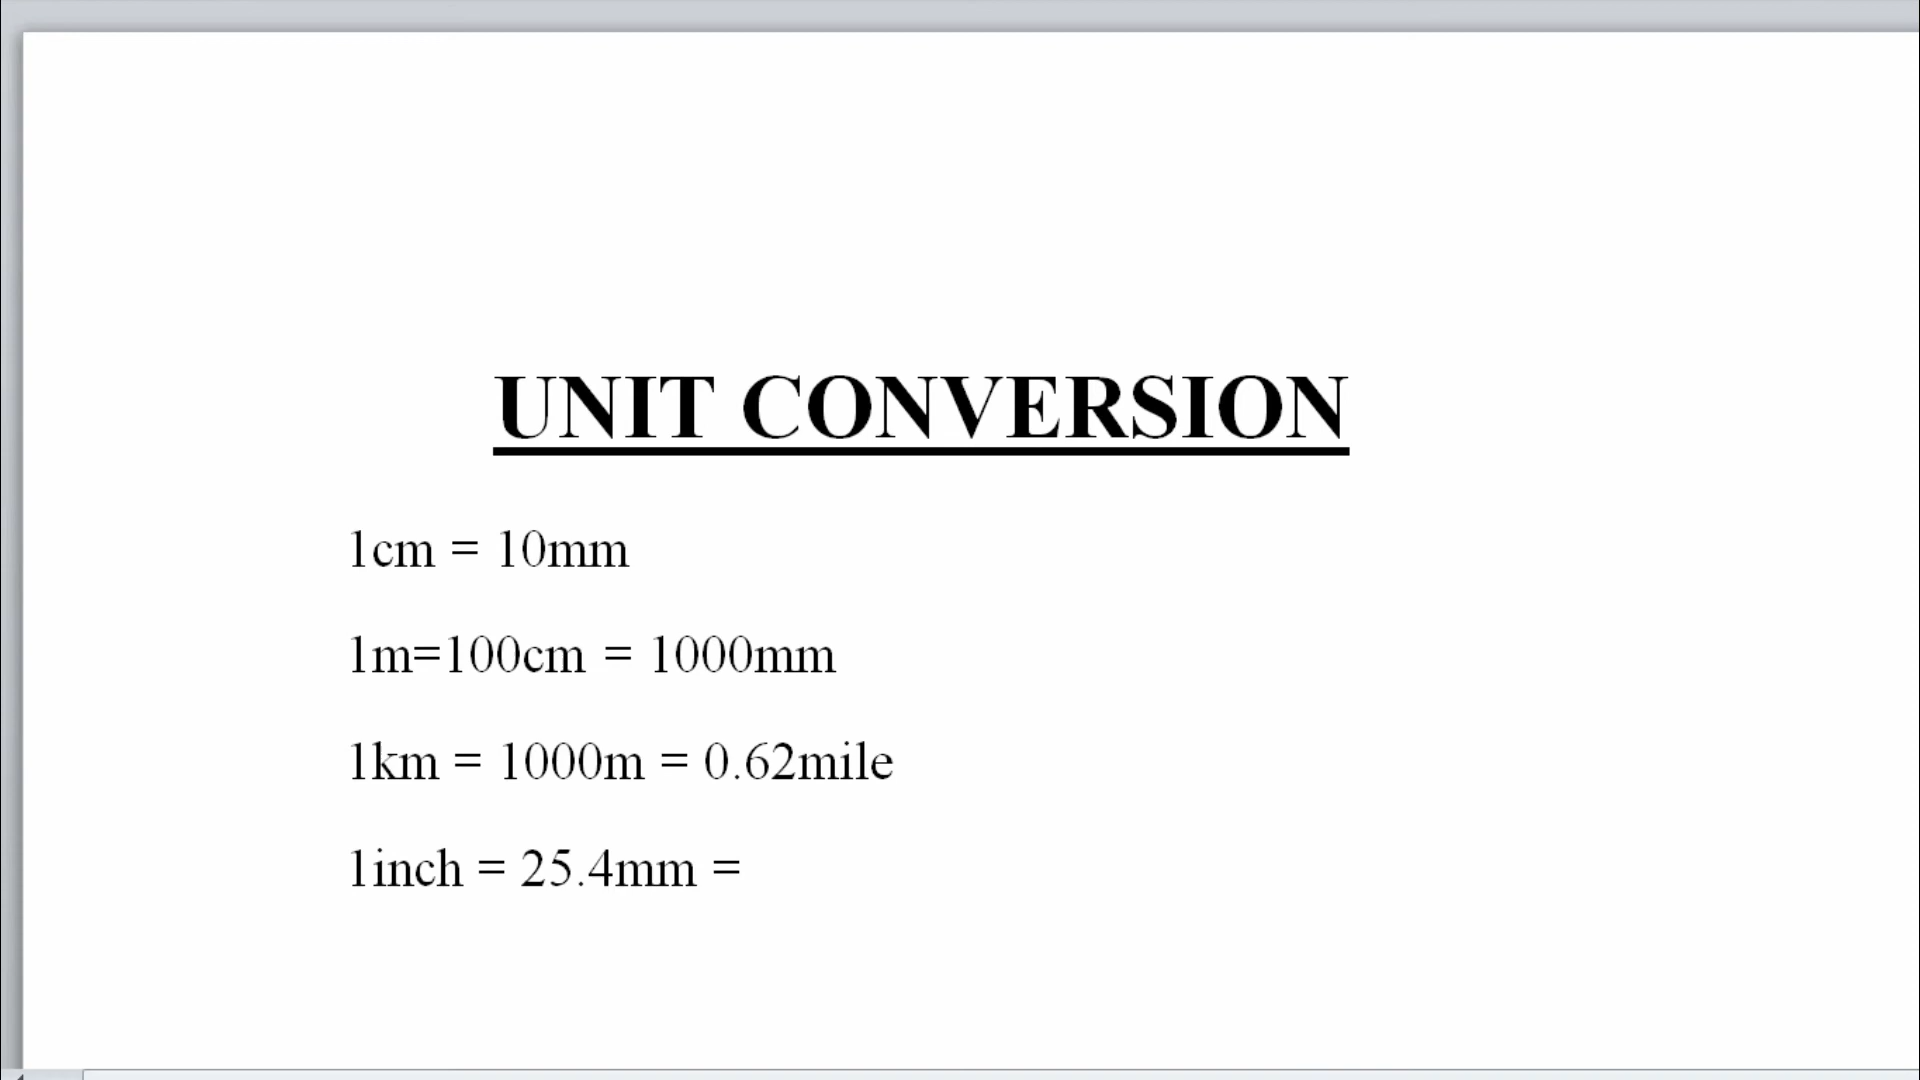 UNIT CONVERSION
1cm = 10mm
1m=100cm = 1000mm
1km = 1000m = 0.62mile
1inch = 25.4mm =